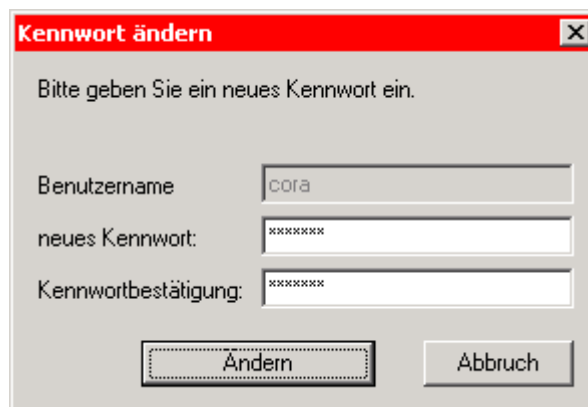 Kennwort ändern
Bitte geben Sie ein neues Kennwort ein.
Benutzername cora
neues Kennwort: *******
Kennwortbestätigung: *******
Ändern Abbruch